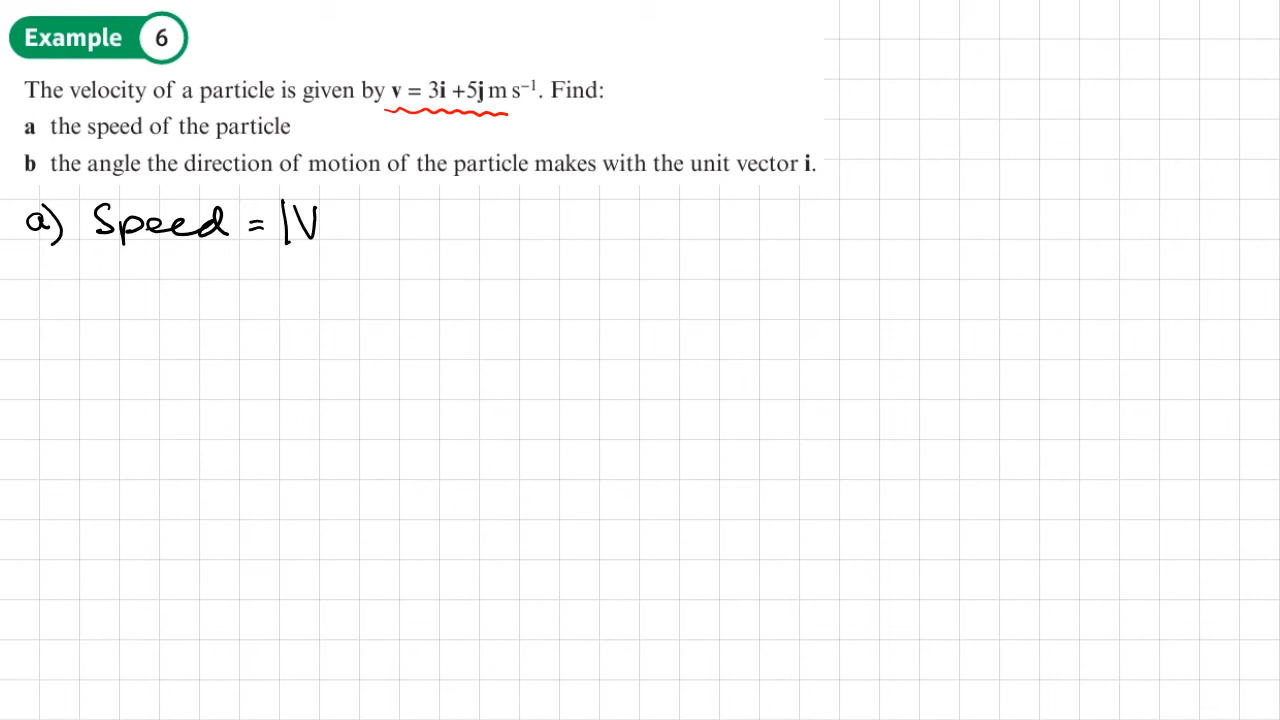 Example 6
The velocity of a particle is given by v = 3i +5j m s⁻¹. Find:
a the speed of the particle
b the angle the direction of motion of the particle makes with the unit vector i.
a) Speed = |V